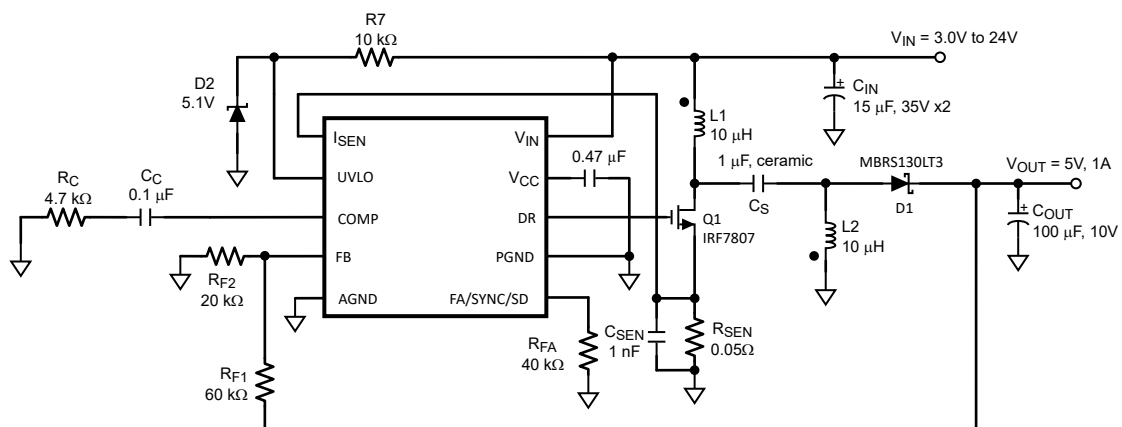 R7
10 kΩ
VIN = 3.0V to 24V
D2
5.1V
CIN
15 μF, 35V x2
L1
10 μH
ISEN
UVLO
COMP
FB
AGND
VIN
VCC
DR
PGND
FA/SYNC/SD
0.47 μF
1 μF, ceramic
CS
MBRS130LT3
D1
VOUT = 5V, 1A
COUT
100 μF, 10V
RC
4.7 kΩ
CC
0.1 μF
Q1
IRF7807
L2
10 μH
RF2
20 kΩ
RF1
60 kΩ
RFA
40 kΩ
CSEN
1 nF
RSEN
0.05Ω